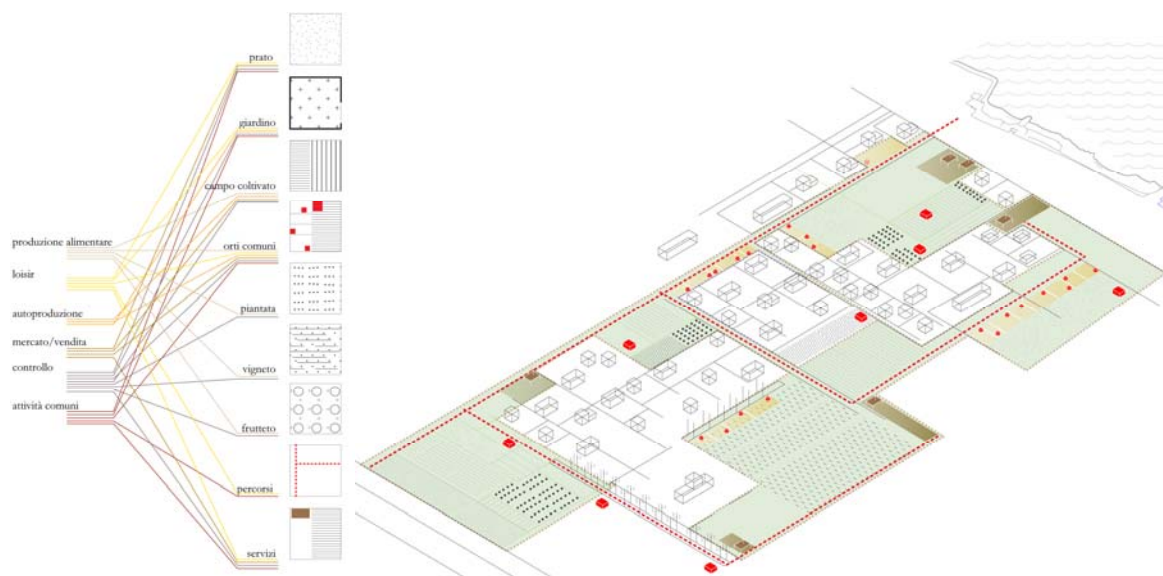 prato
giardino
campo coltivato
orti comuni
piantata
vigneto
frutteto
percorsi
servizi
produzione alimentare
loisir
autoproduzione
mercato/vendita
controllo
attività comuni